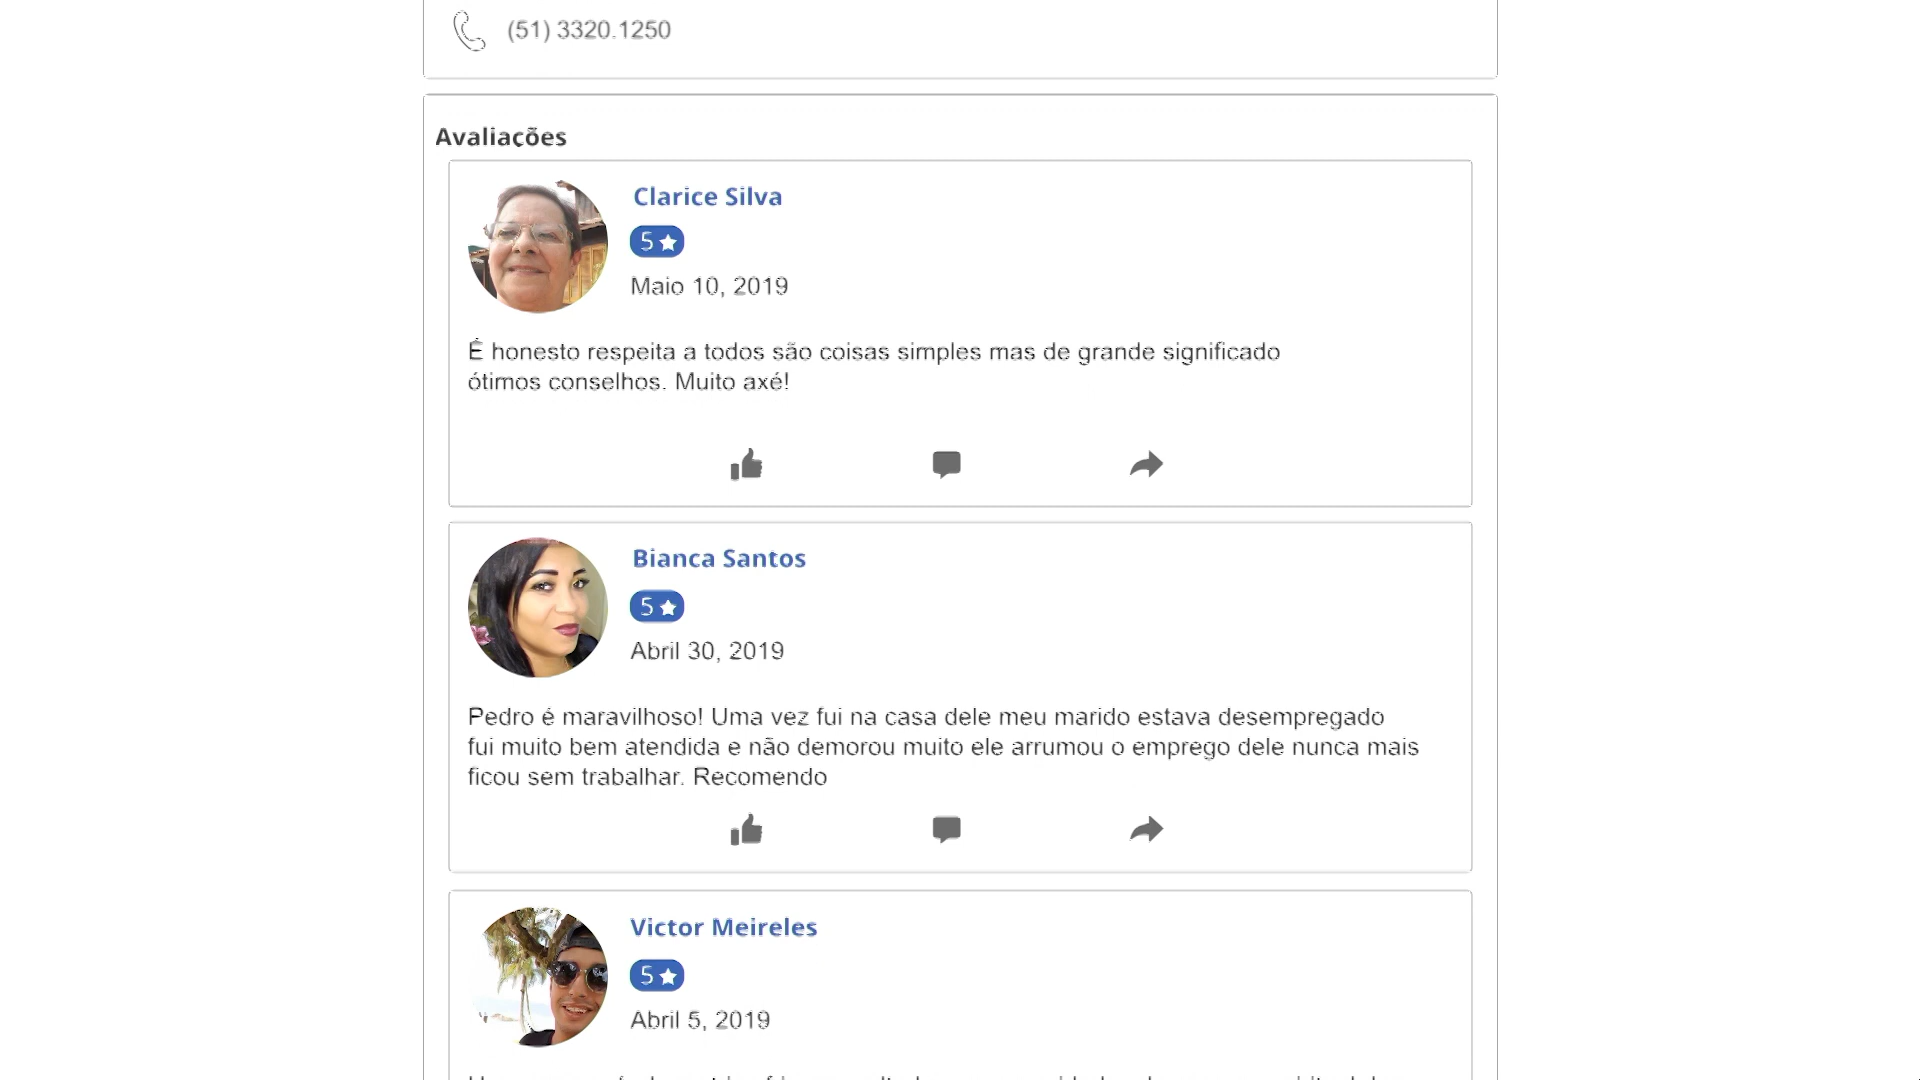 (51) 3320.1250
Avaliações
Clarice Silva
5
Maio 10, 2019
É honesto respeita a todos são coisas simples mas de grande significado
ótimos conselhos. Muito axé!
Bianca Santos
5
Abril 30, 2019
Pedro é maravilhoso! Uma vez fui na casa dele meu marido estava desempregado
fui muito bem atendida e não demorou muito ele arrumou o emprego dele nunca mais
ficou sem trabalhar. Recomendo
Victor Meireles
5
Abril 5, 2019